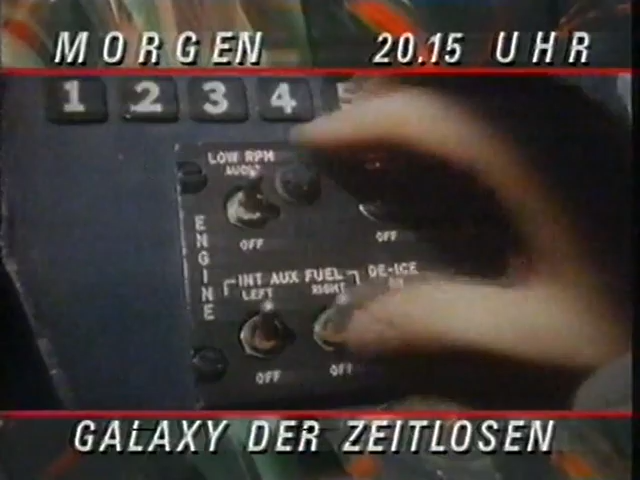 MORGEN 20.15 UHR
1 2 3 4 5
LOW RPM
AUDIO
OFF OFF
ENGINE
INT AUX FUEL DE-ICE
LEFT RIGHT
OFF OFF
GALAXY DER ZEITLOSEN